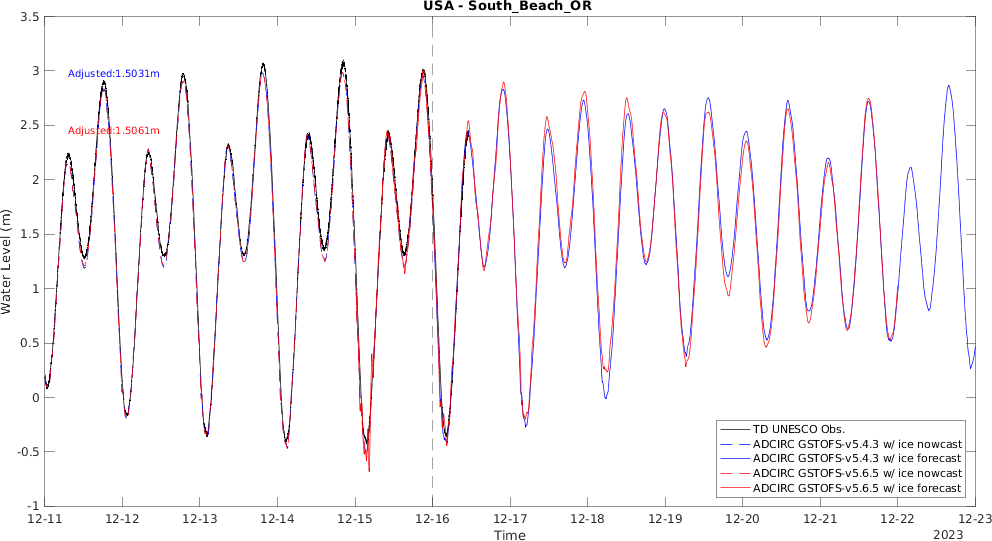 USA - South_Beach_OR
3.5
3
2.5
2
1.5
1
0.5
0
-0.5
-1
Water Level (m)
Adjusted:1.5031m
Adjusted:1.5061m
TD UNESCO Obs.
ADCIRC GSTOFS-v5.4.3 w/ ice nowcast
ADCIRC GSTOFS-v5.4.3 w/ ice forecast
ADCIRC GSTOFS-v5.6.5 w/ ice nowcast
ADCIRC GSTOFS-v5.6.5 w/ ice forecast
12-11 12-12 12-13 12-14 12-15 12-16 12-17 12-18 12-19 12-20 12-21 12-22 12-23
Time
2023